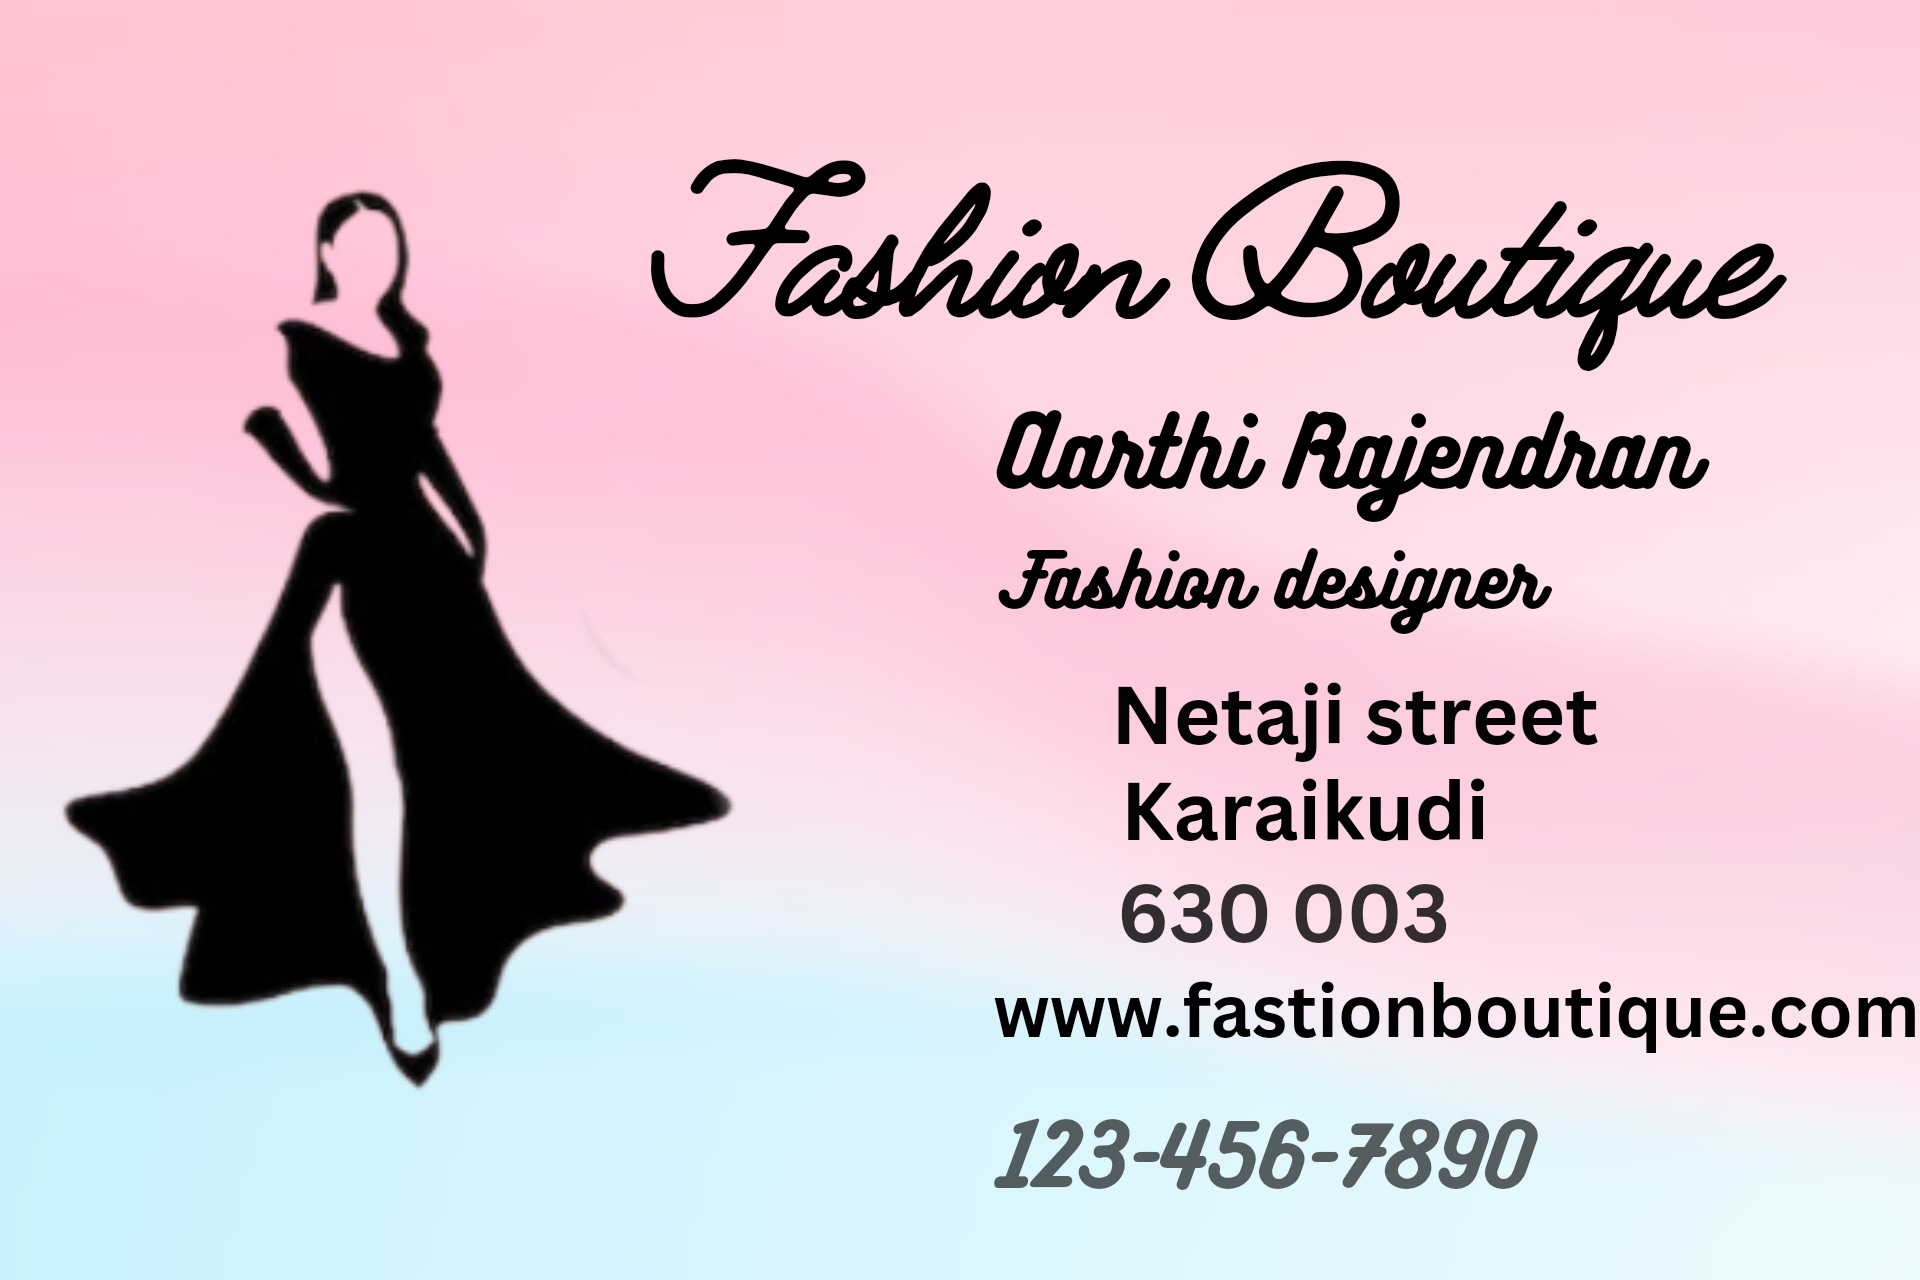 Fashion Boutique
Aarthi Rajendran
Fashion designer
Netaji street
Karaikudi
630 003
www.fastionboutique.com
123-456-7890